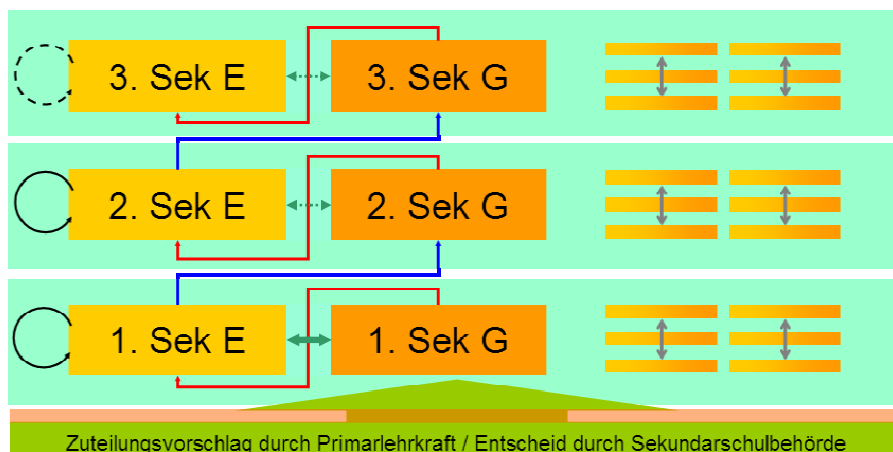 3. Sek E
3. Sek G
2. Sek E
2. Sek G
1. Sek E
1. Sek G
Zuteilungsvorschlag durch Primarlehrkraft / Entscheid durch Sekundarschulbehörde